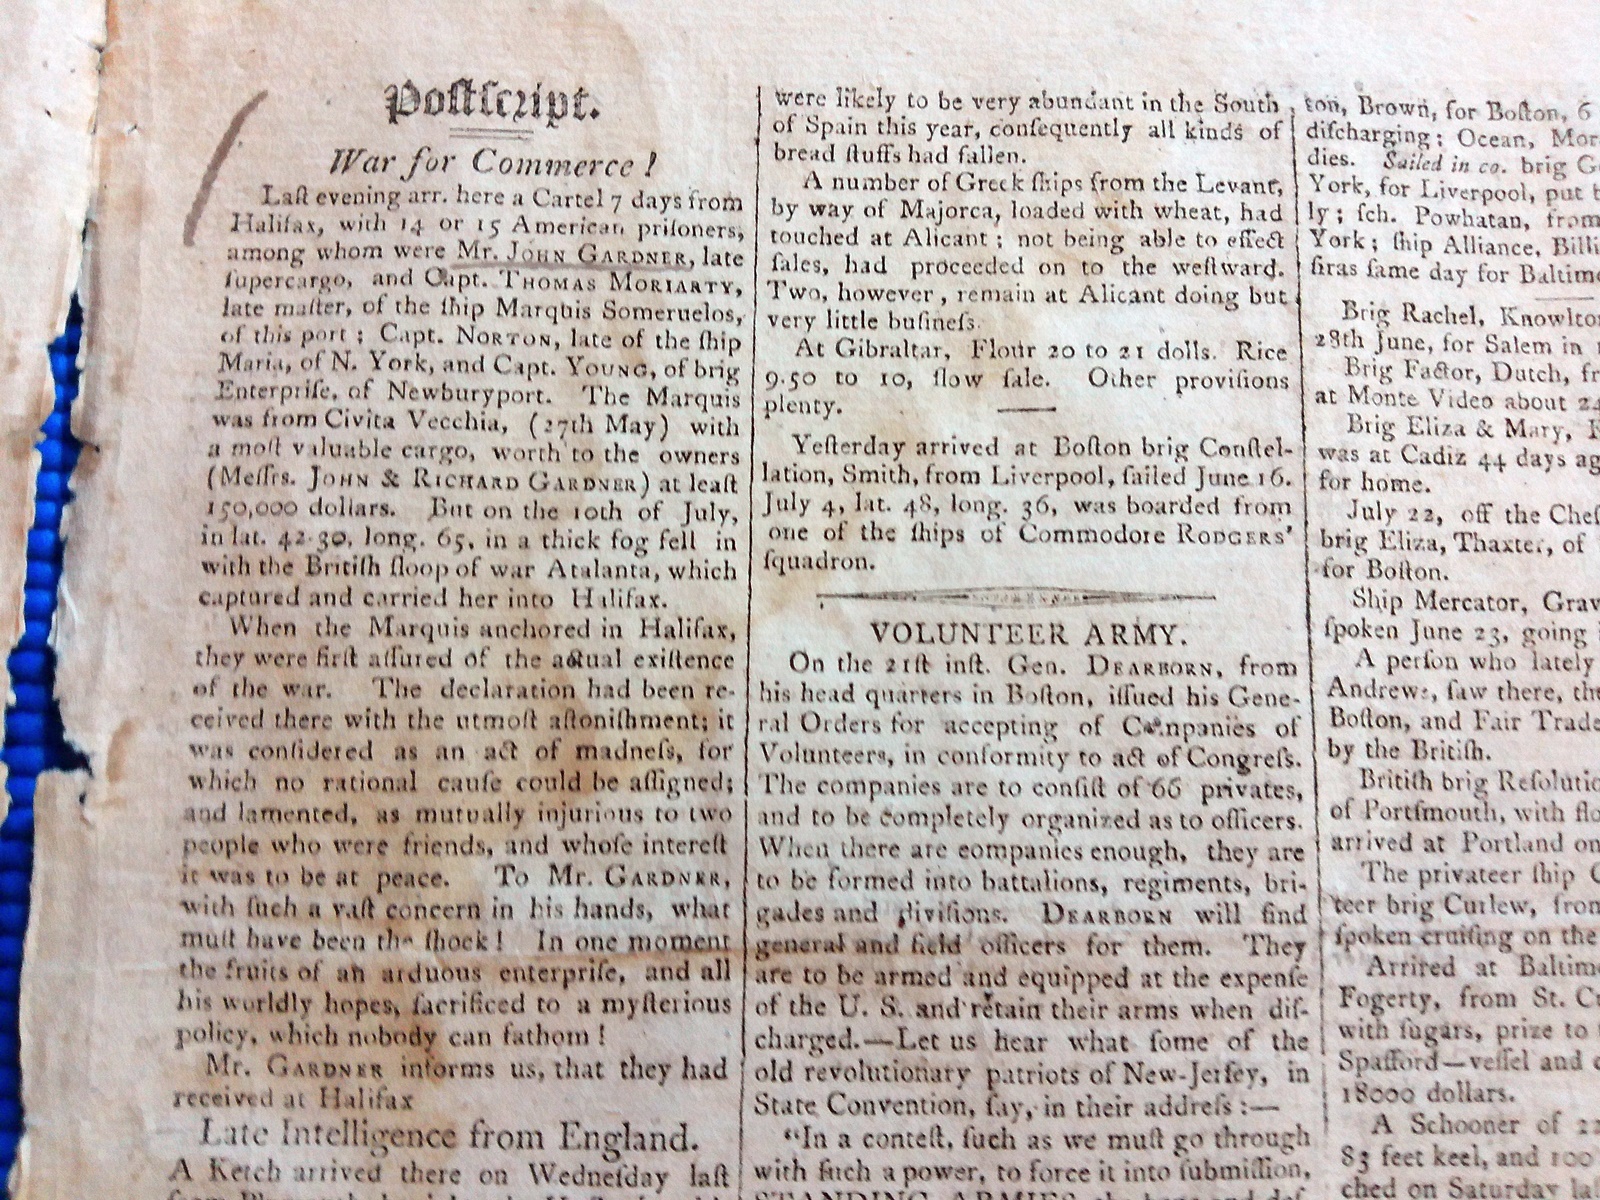 Poſtſcript.
War for Commerce !
Laſt evening arr. here a Cartel 7 days from
Halifax, with 14 or 15 American priſoners,
among whom were Mr. JOHN GARDNER, late
ſupercargo, and Capt. THOMAS MORIARTY,
late maſter, of the ſhip Marquis Someruelos,
of this port ; Capt. NORTON, late of the ſhip
Maria, of N. York, and Capt. YOUNG, of brig
Enterpriſe, of Newburyport. The Marquis
was from Civita Vecchia, (27th May) with
a moſt valuable cargo, worth to the owners
(Meſſrs. JOHN & RICHARD GARDNER) at leaſt
150,000 dollars. But on the 10th of July,
in lat. 42 30, long. 65, in a thick fog fell in
with the Britiſh ſloop of war Atalanta, which
captured and carried her into Halifax.
When the Marquis anchored in Halifax,
they were firſt aſſured of the actual exiſtence
of the war. The declaration had been re-
ceived there with the utmoſt aſtoniſhment; it
was conſidered as an act of madneſs, for
which no rational cauſe could be aſſigned;
and lamented, as mutually injurious to two
people who were friends, and whoſe intereſt
it was to be at peace. To Mr. GARDNER,
with ſuch a vaſt concern in his hands, what
muſt have been the ſhock ! In one moment
the fruits of an arduous enterpriſe, and all
his worldly hopes, ſacrificed to a myſterious
policy, which nobody can fathom !
Mr. GARDNER informs us, that they had
received at Halifax
Late Intelligence from England.
A Ketch arrived there on Wedneſday laſt
were likely to be very abundant in the South
of Spain this year, conſequently all kinds of
bread ſtuffs had fallen.
A number of Greek ſhips from the Levant,
by way of Majorca, loaded with wheat, had
touched at Alicant ; not being able to effect
ſales, had proceeded on to the weſtward.
Two, however, remain at Alicant doing but
very little buſineſs.
At Gibraltar, Flour 20 to 21 dolls. Rice
9.50 to 10, ſlow ſale. Other proviſions
plenty.
Yeſterday arrived at Boſton brig Conſtel-
lation, Smith, from Liverpool, ſailed June 16.
July 4, lat. 48, long. 36, was boarded from
one of the ſhips of Commodore RODGERS'
ſquadron.
VOLUNTEER ARMY.
On the 21ſt inſt. Gen. DEARBORN, from
his head quarters in Boſton, iſſued his Gene-
ral Orders for accepting of Companies of
Volunteers, in conformity to act of Congreſs.
The companies are to conſiſt of 66 privates,
and to be completely organized as to officers.
When there are companies enough, they are
to be formed into battalions, regiments, bri-
gades and diviſions. DEARBORN will find
general and field officers for them. They
are to be armed and equipped at the expenſe
of the U. S. and retain their arms when diſ-
charged.—Let us hear what ſome of the
old revolutionary patriots of New-Jerſey, in
State Convention, ſay, in their addreſs :—
“In a conteſt, ſuch as we muſt go through
with ſuch a power, to force it into ſubmiſſion,
STANDING ARMIES
ton, Brown, for Boſton, 6
diſcharging ; Ocean,
dies. Sailed in co. brig
York, for Liverpool, put
ly ; ſch. Powhatan, from
York ; ſhip Alliance,
ſiras ſame day for
Brig Rachel,
28th June, for Salem in
Brig Factor, Dutch,
at Monte Video about
Brig Eliza & Mary,
was at Cadiz 44 days
for home.
July 22, off the
brig Eliza, Thaxter, of
for Boſton.
Ship Mercator,
ſpoken June 23, going
A perſon who lately
Andrews, ſaw there,
Boſton, and Fair
by the Britiſh.
Britiſh brig
of Portſmouth, with
arrived at Portland on
The privateer ſhip
teer brig Curlew, from
ſpoken cruiſing on the
Arrired at
Fogerty, from St.
with ſugars, prize to
Spafford—veſſel and
18000 dollars.
A Schooner of
83 feet keel, and 100
ched on Saturday